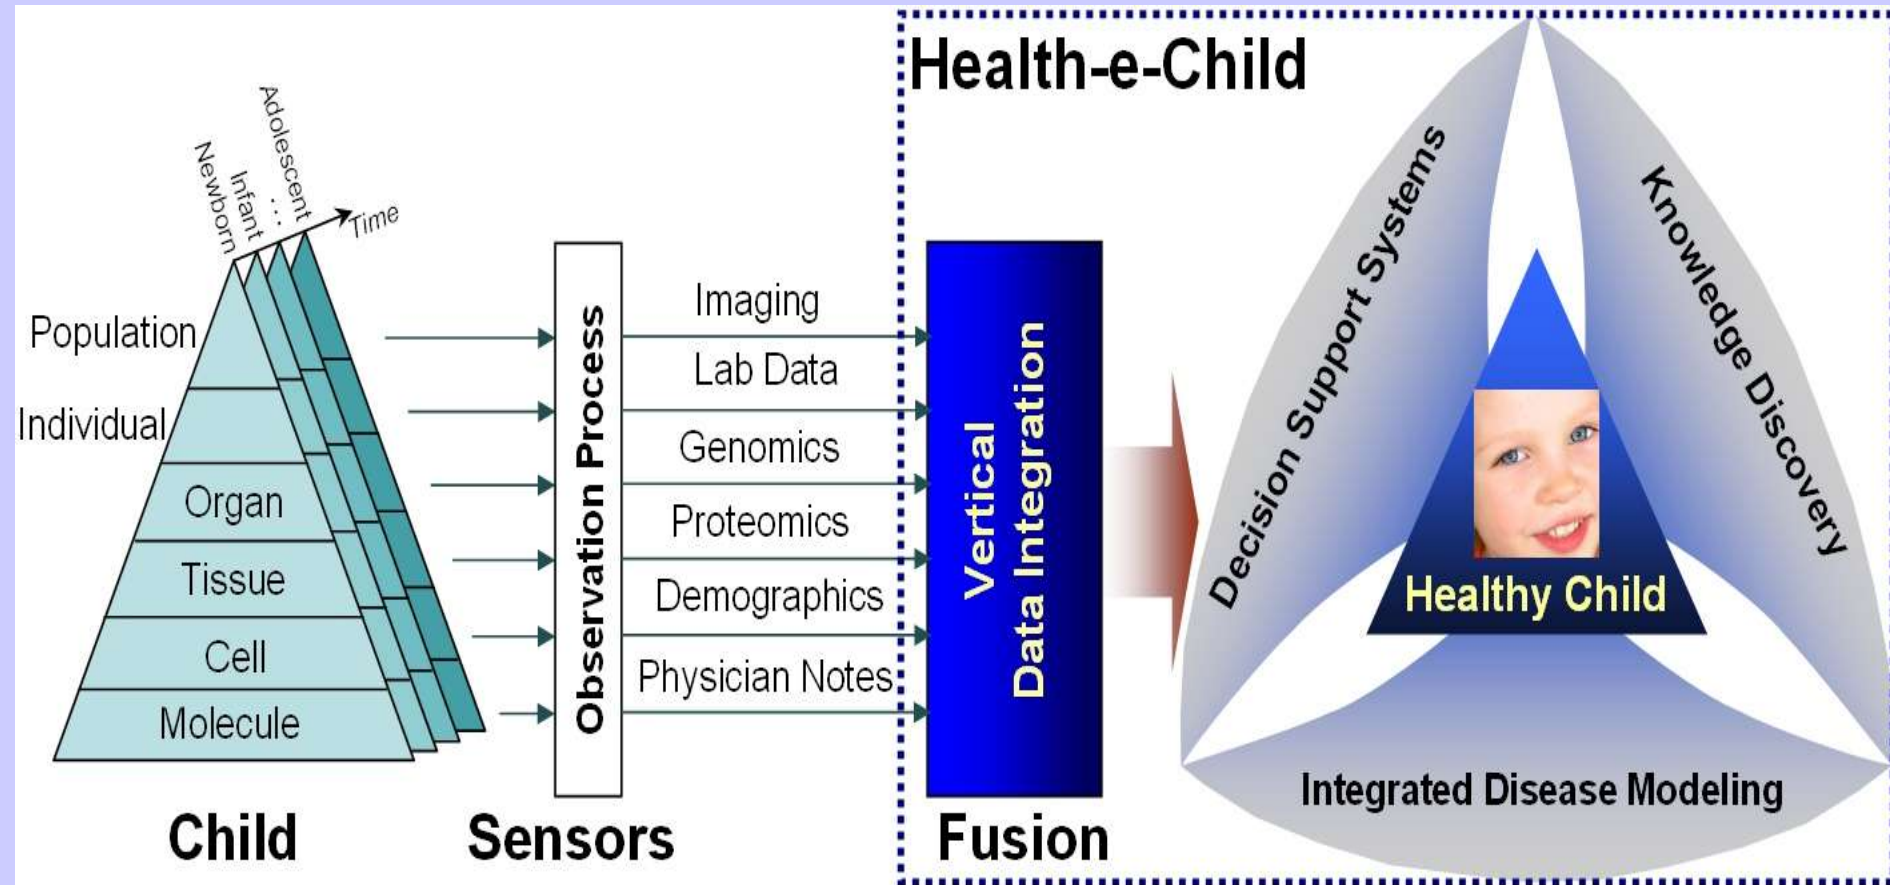 Health-e-Child
Adolescent
...
Infant
Newborn
Time
Population
Individual
Organ
Tissue
Cell
Molecule
Child
Observation Process
Sensors
Imaging
Lab Data
Genomics
Proteomics
Demographics
Physician Notes
Vertical
Data Integration
Fusion
Decision Support Systems
Knowledge Discovery
Healthy Child
Integrated Disease Modeling